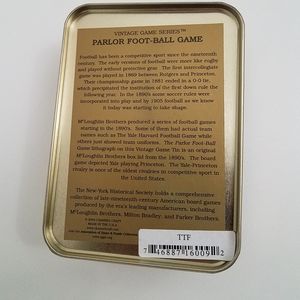 VINTAGE GAME SERIES™
PARLOR FOOT-BALL GAME
Football has been a competitive sport since the nineteenth
century. The early versions of football were more like rugby
and played without protective gear. The first intercollegiate
game was played in 1869 between Rutgers and Princeton.
Their championship game in 1881 ended in a 0-0 tie,
which precipitated the institution of the first down rule the
following year. In the 1890s some soccer rules were
incorporated into play and by 1905 football as we know
it today was starting to take shape.
McLoughlin Brothers produced a series of football games
starting in the 1890s. Some of them had actual team
names such as The Yale Harvard Football Game while
others just showed team uniforms. The Parlor Foot-Ball
Game lithograph on this Vintage Game Tin is an original
McLoughlin Brothers box lid from the 1890s. The board
game depicted Yale playing Princeton. The Yale-Princeton
rivalry is one of the oldest rivalries in competitive sport in
the United States.
The New-York Historical Society holds a comprehensive
collection of late-nineteenth-century American board games
produced by the era's leading manufacturers, including
McLoughlin Brothers, Milton Bradley, and Parker Brothers.
MADE IN THE U.S.A.
TTF
7 46887 16009 2